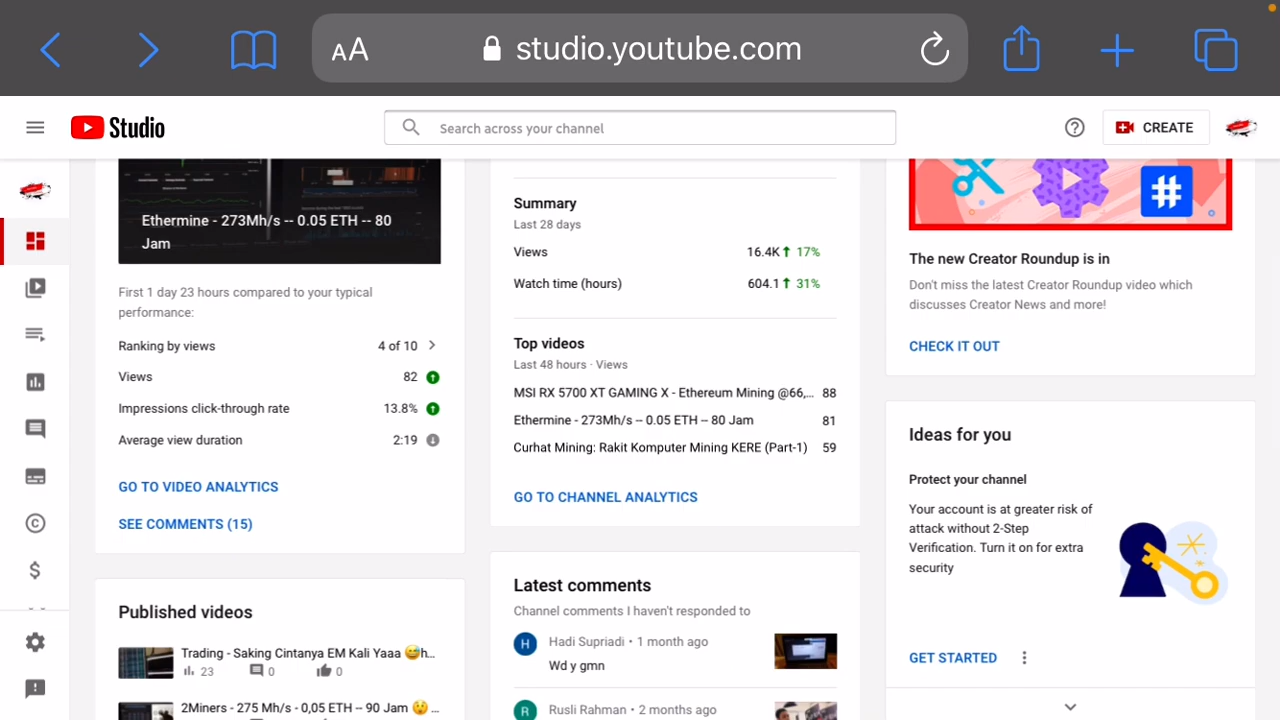 AA studio.youtube.com
Studio
Search across your channel
CREATE
Ethermine - 273Mh/s -- 0.05 ETH -- 80
Jam
First 1 day 23 hours compared to your typical
performance:
Ranking by views 4 of 10
Views 82
Impressions click-through rate 13.8%
Average view duration 2:19
GO TO VIDEO ANALYTICS
SEE COMMENTS (15)
Published videos
Trading - Saking Cintanya EM Kali Yaaa 😅h...
23 0 0
2Miners - 275 Mh/s - 0,05 ETH -- 90 Jam 😯 ...
Summary
Last 28 days
Views 16.4K 17%
Watch time (hours) 604.1 31%
Top videos
Last 48 hours · Views
MSI RX 5700 XT GAMING X - Ethereum Mining @66,... 88
Ethermine - 273Mh/s -- 0.05 ETH -- 80 Jam 81
Curhat Mining: Rakit Komputer Mining KERE (Part-1) 59
GO TO CHANNEL ANALYTICS
Latest comments
Channel comments I haven't responded to
H Hadi Supriadi • 1 month ago
Wd y gmn
R Rusli Rahman • 2 months ago
#
The new Creator Roundup is in
Don't miss the latest Creator Roundup video which
discusses Creator News and more!
CHECK IT OUT
Ideas for you
Protect your channel
Your account is at greater risk of
attack without 2-Step
Verification. Turn it on for extra
security
GET STARTED